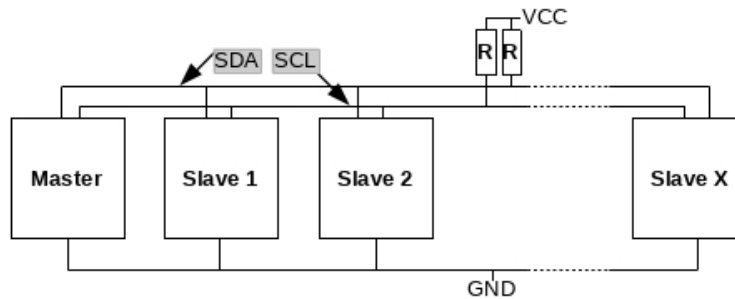 VCC
R R
SDA SCL
Master Slave 1 Slave 2 Slave X
GND